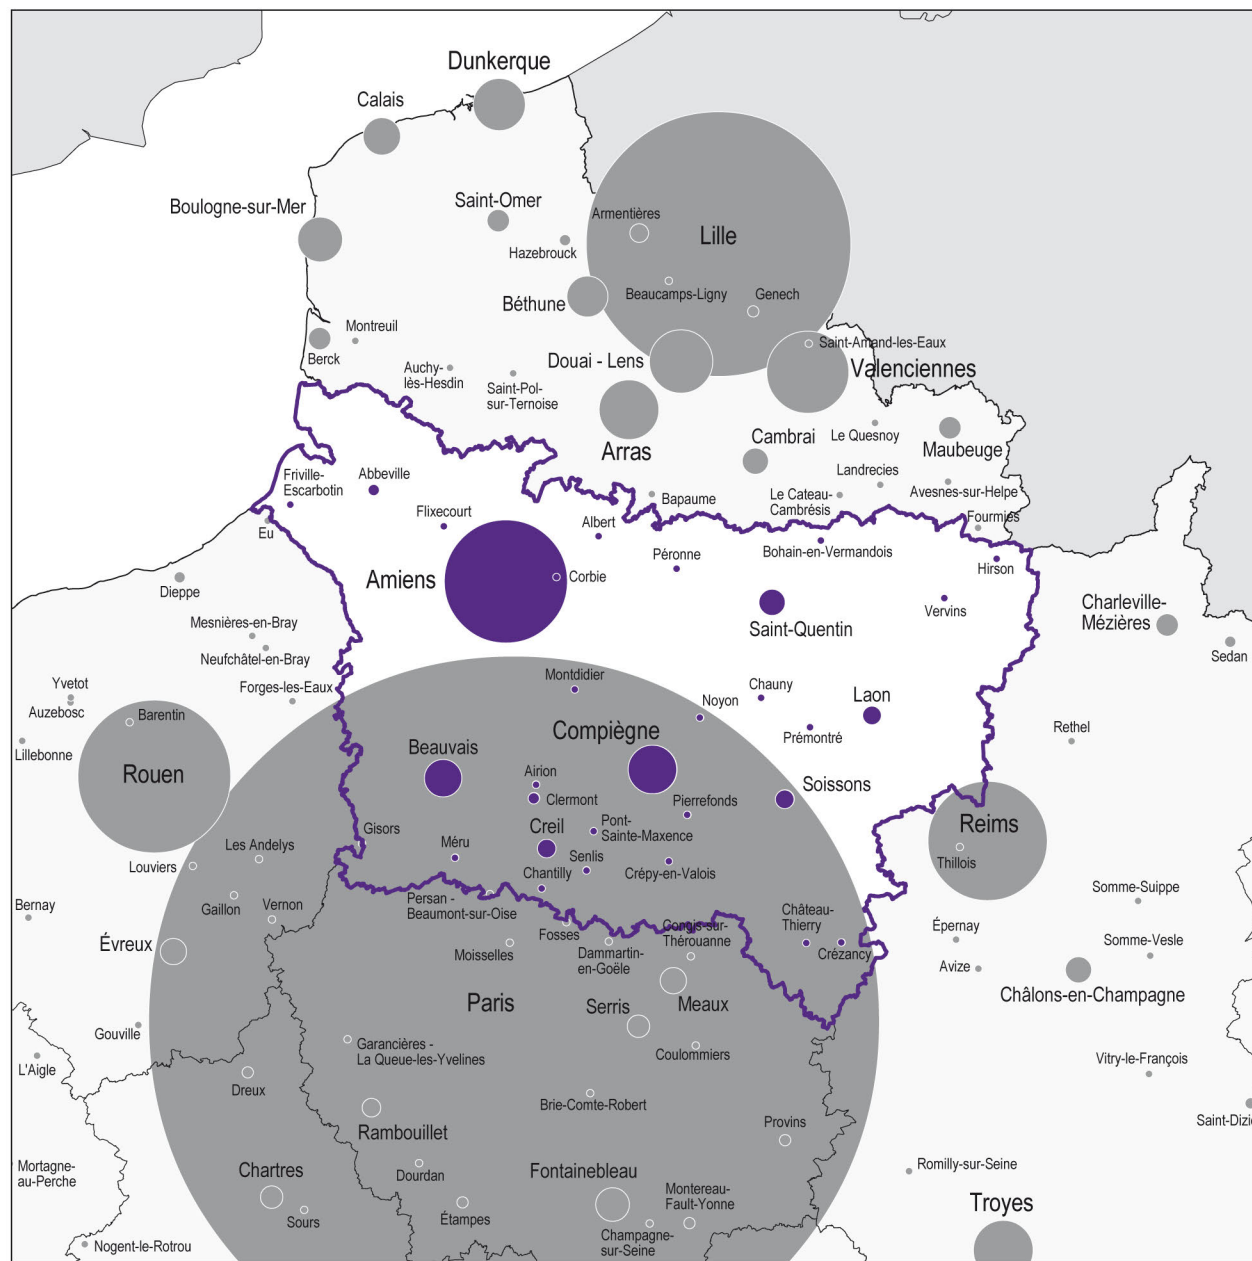 Dunkerque
Calais
Saint-Omer
Boulogne-sur-Mer
Armentières
Lille
Hazebrouck
Beaucamps-Ligny
Genech
Béthune
Montreuil
Berck
Saint-Amand-les-Eaux
Douai - Lens
Valenciennes
Auchy-
lès-Hesdin
Saint-Pol-
sur-Ternoise
Arras
Cambrai
Le Quesnoy
Maubeuge
Landrecies
Avesnes-sur-Helpe
Le Cateau-
Cambrésis
Bapaume
Fourmies
Friville-
Escarbotin
Abbeville
Flixecourt
Albert
Eu
Péronne
Bohain-en-Vermandois
Hirson
Amiens
Corbie
Dieppe
Vervins
Saint-Quentin
Charleville-
Mézières
Sedan
Mesnières-en-Bray
Neufchâtel-en-Bray
Forges-les-Eaux
Yvetot
Auzebosc
Barentin
Lillebonne
Rouen
Montdidier
Noyon
Chauny
Laon
Prémontré
Rethel
Compiègne
Beauvais
Airion
Clermont
Soissons
Pierrefonds
Pont-
Sainte-Maxence
Creil
Gisors
Méru
Senlis
Chantilly
Crépy-en-Valois
Reims
Thillois
Les Andelys
Louviers
Gaillon
Vernon
Bernay
Évreux
Persan -
Beaumont-sur-Oise
Fosses
Moisselles
Dammartin-
en-Goële
Congis-sur-
Thérouanne
Château-
Thierry
Crézancy
Somme-Suippe
Épernay
Somme-Vesle
Avize
Châlons-en-Champagne
Paris
Serris
Meaux
Gouville
Garancières -
La Queue-les-Yvelines
Coulommiers
L'Aigle
Dreux
Vitry-le-François
Brie-Comte-Robert
Saint-Dizi
Rambouillet
Provins
Mortagne-
au-Perche
Chartres
Dourdan
Fontainebleau
Romilly-sur-Seine
Sours
Étampes
Montereau-
Fault-Yonne
Champagne-
sur-Seine
Troyes
Nogent-le-Rotrou